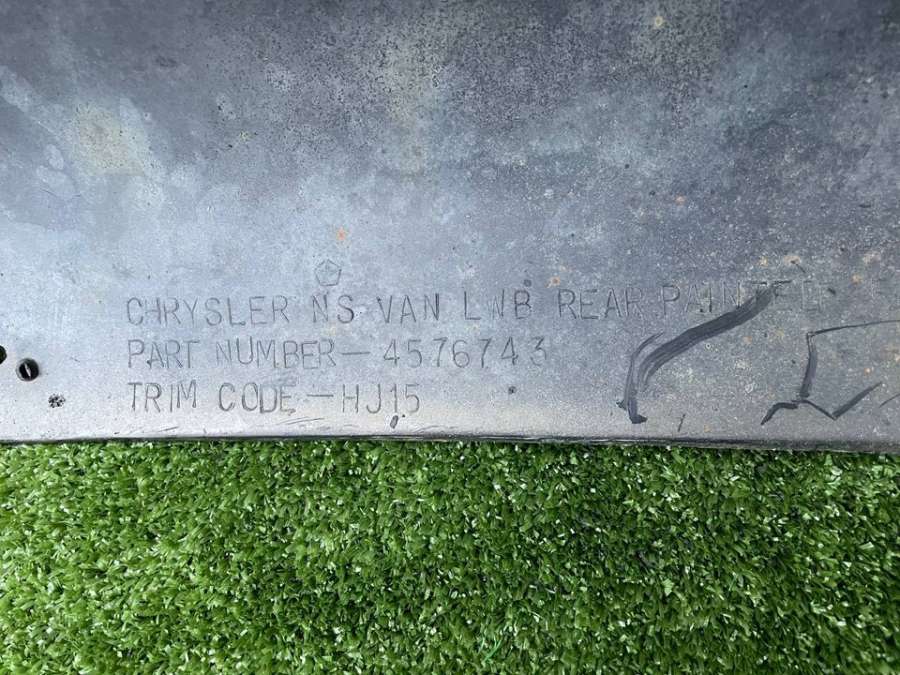 CHRYSLER NS VAN LWB REAR PAINTED
PART NUMBER-4576743
TRIM CODE-HJ15